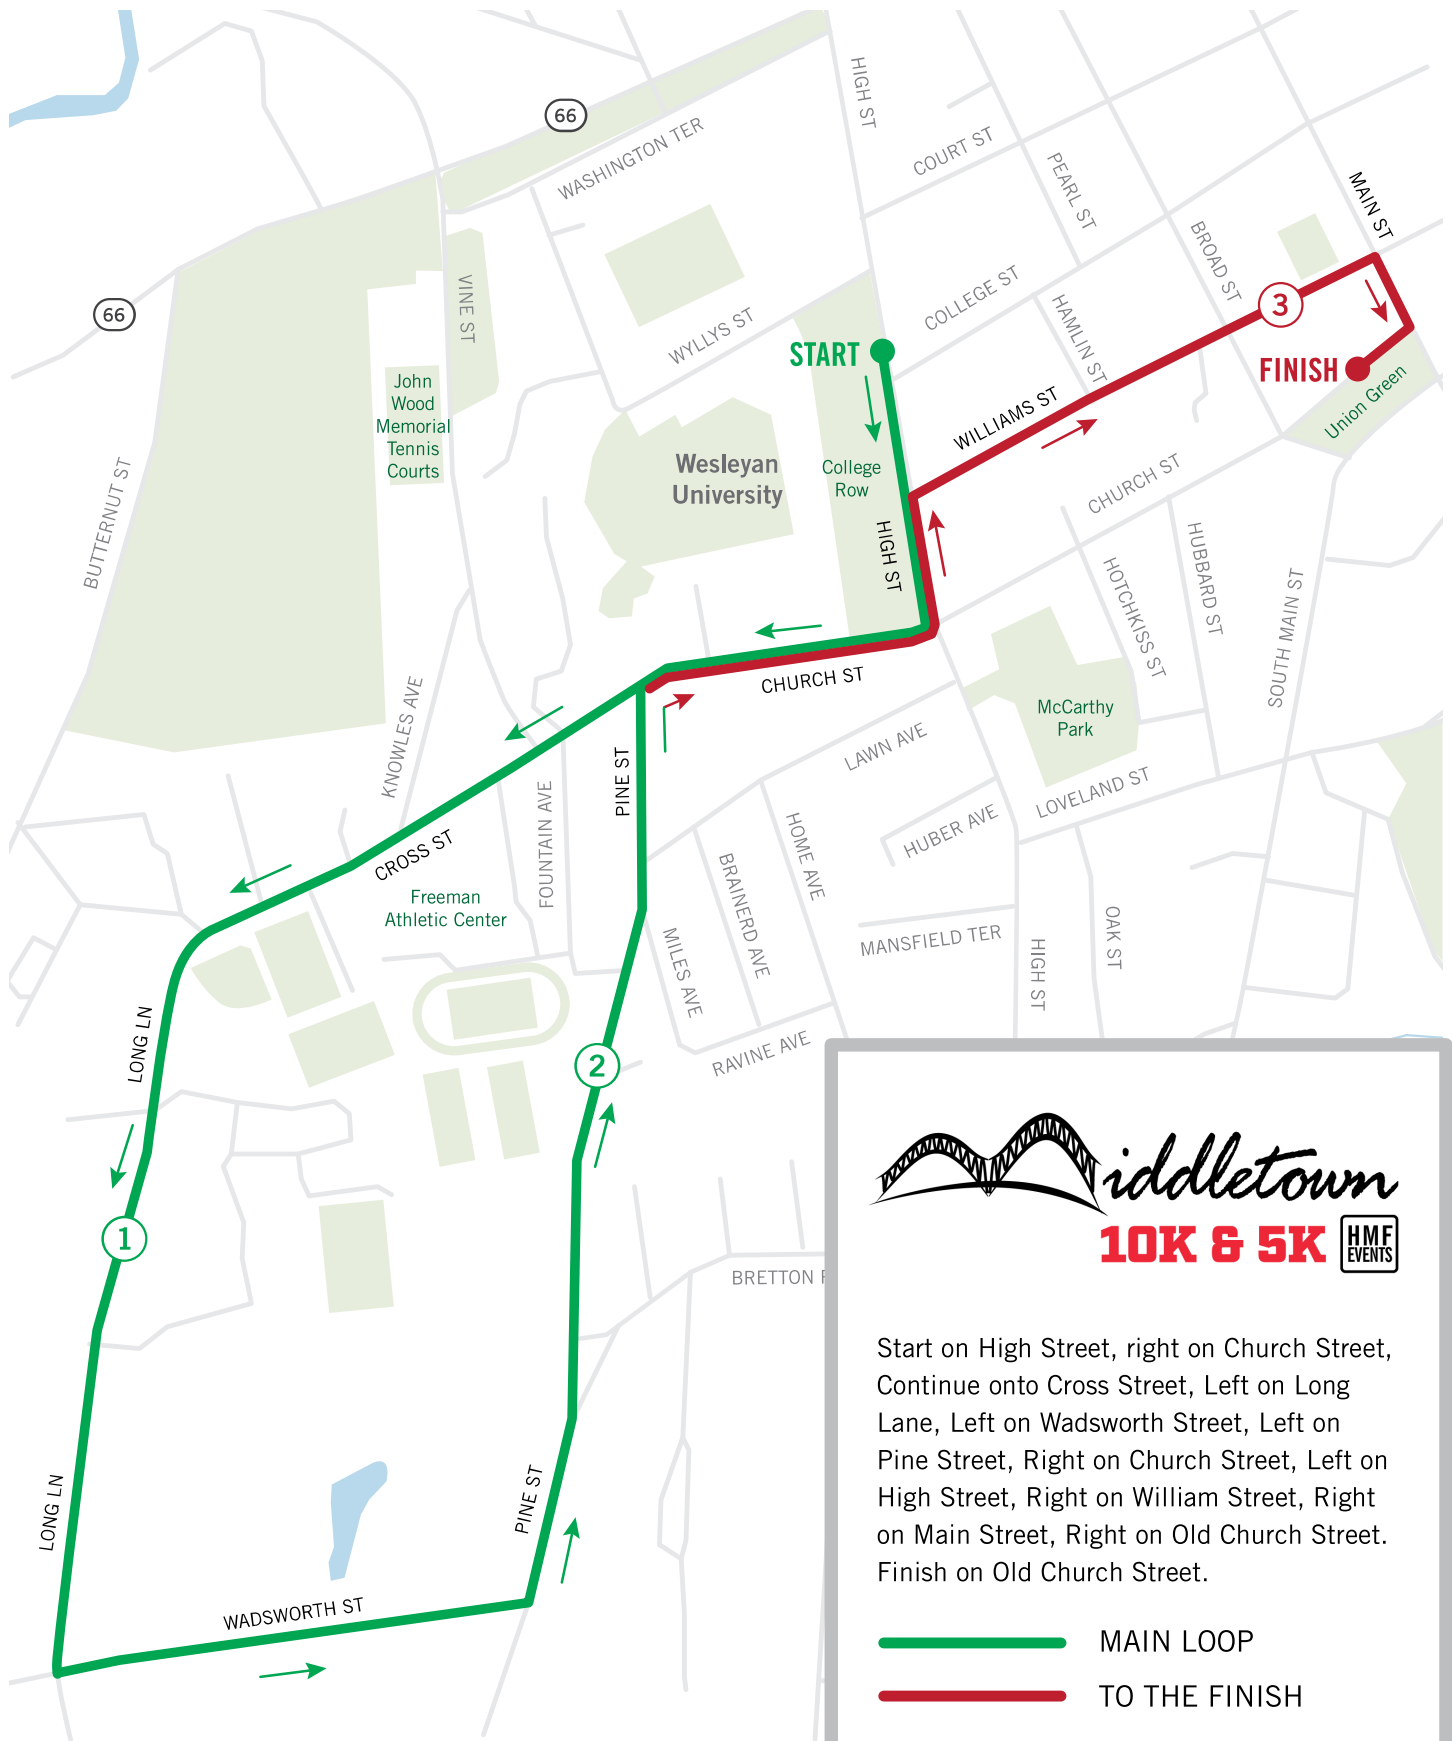 HIGH ST
66
WASHINGTON TER
COURT ST
PEARL ST
MAIN ST
BROAD ST
66
VINE ST
WYLLYS ST
COLLEGE ST
HAMLIN ST
3
START
FINISH
Union Green
John
Wood
Memorial
Tennis
Courts
WILLIAMS ST
Wesleyan
University
College
Row
CHURCH ST
BUTTERNUT ST
HIGH ST
HUBBARD ST
HOTCHKISS ST
SOUTH MAIN ST
CHURCH ST
KNOWLES AVE
McCarthy
Park
LAWN AVE
PINE ST
LOVELAND ST
FOUNTAIN AVE
HUBER AVE
HOME AVE
CROSS ST
BRAINERD AVE
Freeman
Athletic Center
MANSFIELD TER
OAK ST
MILES AVE
HIGH ST
LONG LN
RAVINE AVE
2
1
BRETTON
iddletown
10K & 5K
HMF
EVENTS
Start on High Street, right on Church Street,
Continue onto Cross Street, Left on Long
Lane, Left on Wadsworth Street, Left on
Pine Street, Right on Church Street, Left on
High Street, Right on William Street, Right
on Main Street, Right on Old Church Street.
Finish on Old Church Street.
LONG LN
PINE ST
WADSWORTH ST
MAIN LOOP
TO THE FINISH